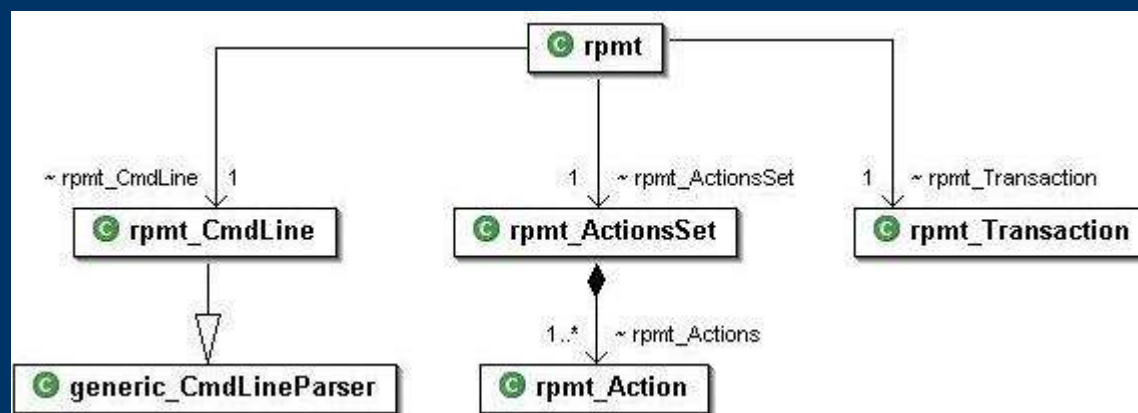 C rpmt
~ rpmt_CmdLine 1
1 ~ rpmt_ActionsSet
1 ~ rpmt_Transaction
C rpmt_CmdLine
C rpmt_ActionsSet
C rpmt_Transaction
1..* ~ rpmt_Actions
C generic_CmdLineParser
C rpmt_Action